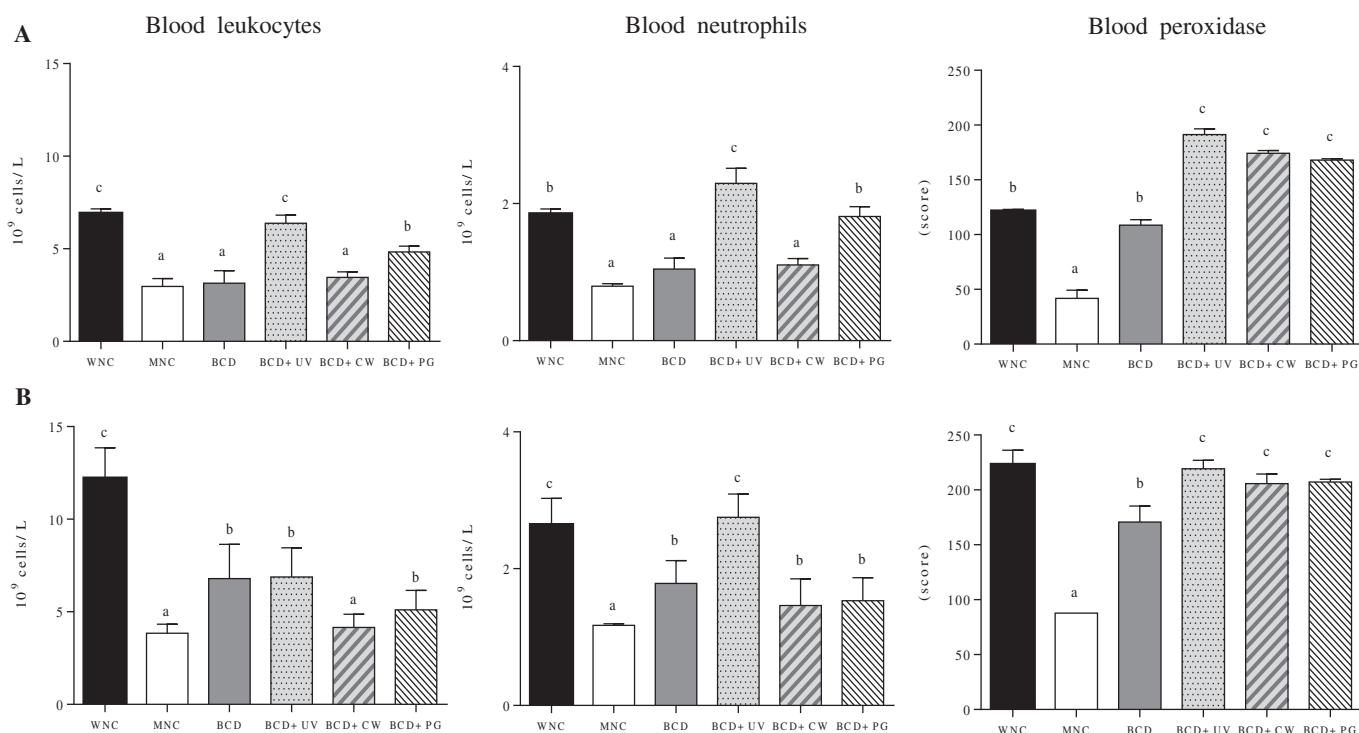 Blood leukocytes
Blood neutrophils
Blood peroxidase
A
15
10
5
0
10⁹ cells/ L
c
a
a
c
a
b
WNC
MNC
BCD
BCD+ UV
BCD+ CW
BCD+ PG
4
2
0
10⁹ cells/ L
b
a
a
c
a
b
WNC
MNC
BCD
BCD+ UV
BCD+ CW
BCD+ PG
250
200
150
100
50
0
(score)
b
a
b
c
c
c
WNC
MNC
BCD
BCD+ UV
BCD+ CW
BCD+ PG
B
15
10
5
0
10⁹ cells/ L
c
a
b
b
a
b
WNC
MNC
BCD
BCD+ UV
BCD+ CW
BCD+ PG
4
2
0
10⁹ cells/ L
c
a
b
c
b
b
WNC
MNC
BCD
BCD+ UV
BCD+ CW
BCD+ PG
250
200
150
100
50
0
(score)
c
a
b
c
c
c
WNC
MNC
BCD
BCD+ UV
BCD+ CW
BCD+ PG